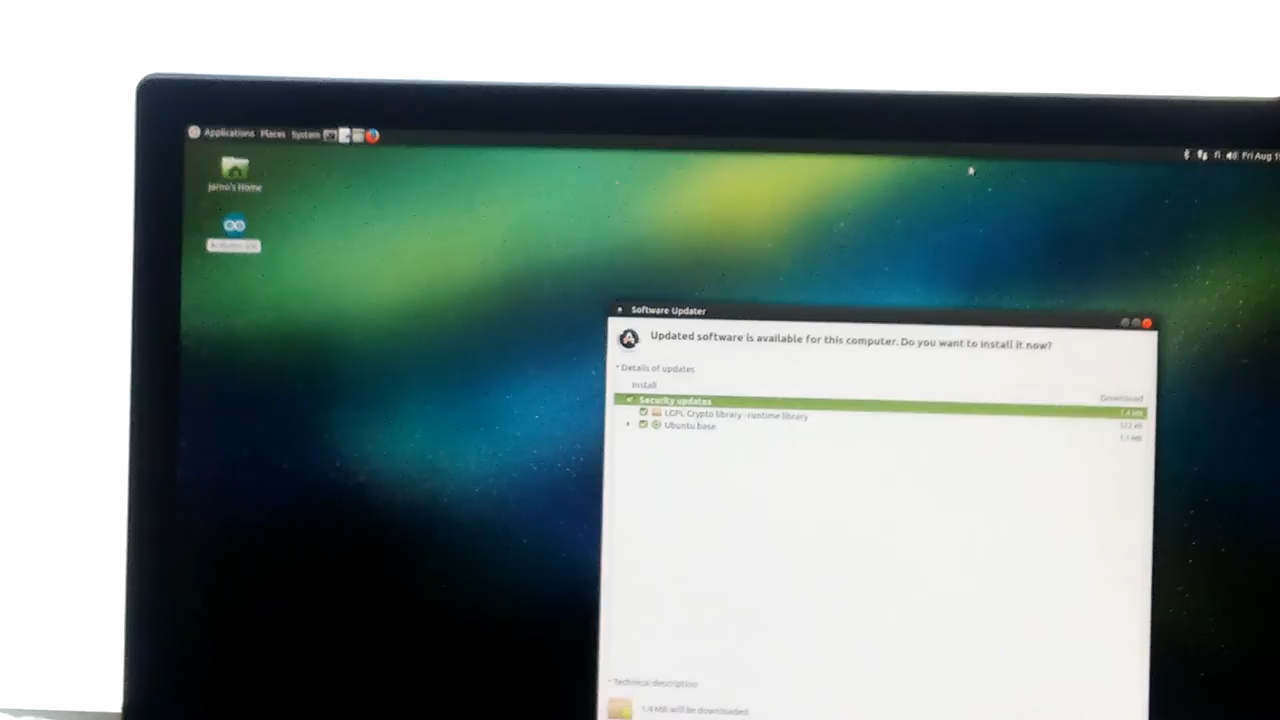 Applications Places System
fi Fri Aug
Jarno's Home
Arduino IDE
Software Updater
Updated software is available for this computer. Do you want to install it now?
Details of updates
Install Download
Security updates 1.4 MB
LGPL Crypto library - runtime library 322 kB
Ubuntu base 1.1 MB
Technical description
1.4 MB will be downloaded.